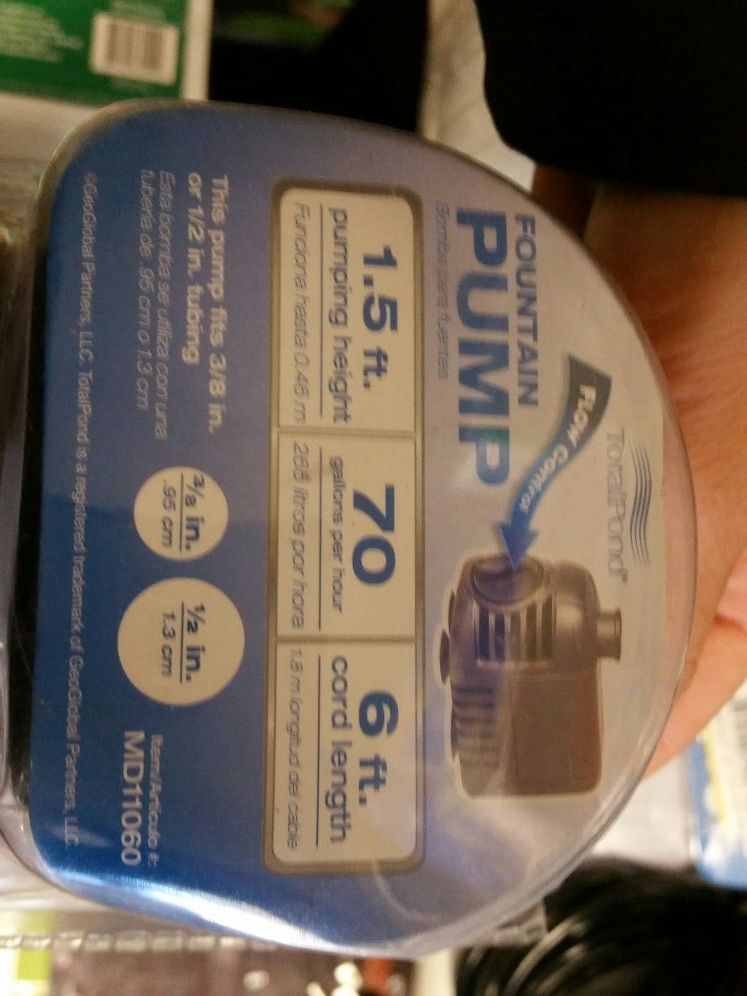 TotalPond™
Flow Control
FOUNTAIN
PUMP
Bomba para fuentes
1.5 ft.
pumping height
Funciona hasta 0.46 m
70
gallons per hour
265 litros por hora
6 ft.
cord length
1.8 m longitud del cable
This pump fits 3/8 in.
or 1/2 in. tubing
Esta bomba se utiliza con una
tubería de .95 cm o 1.3 cm
3/8 in.
.95 cm
1/2 in.
1.3 cm
Item/Artículo #:
MD11060
©GeoGlobal Partners, LLC. TotalPond is a registered trademark of GeoGlobal Partners, LLC